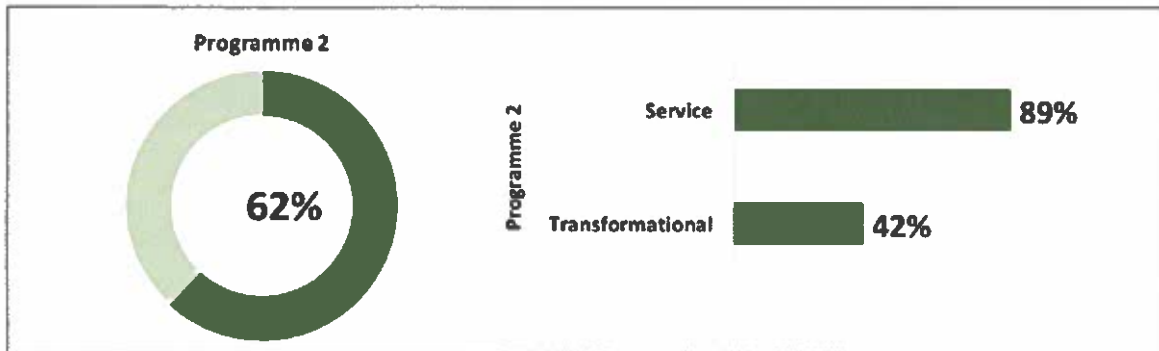 Programme 2
62%
Programme 2
Service
89%
Transformational
42%